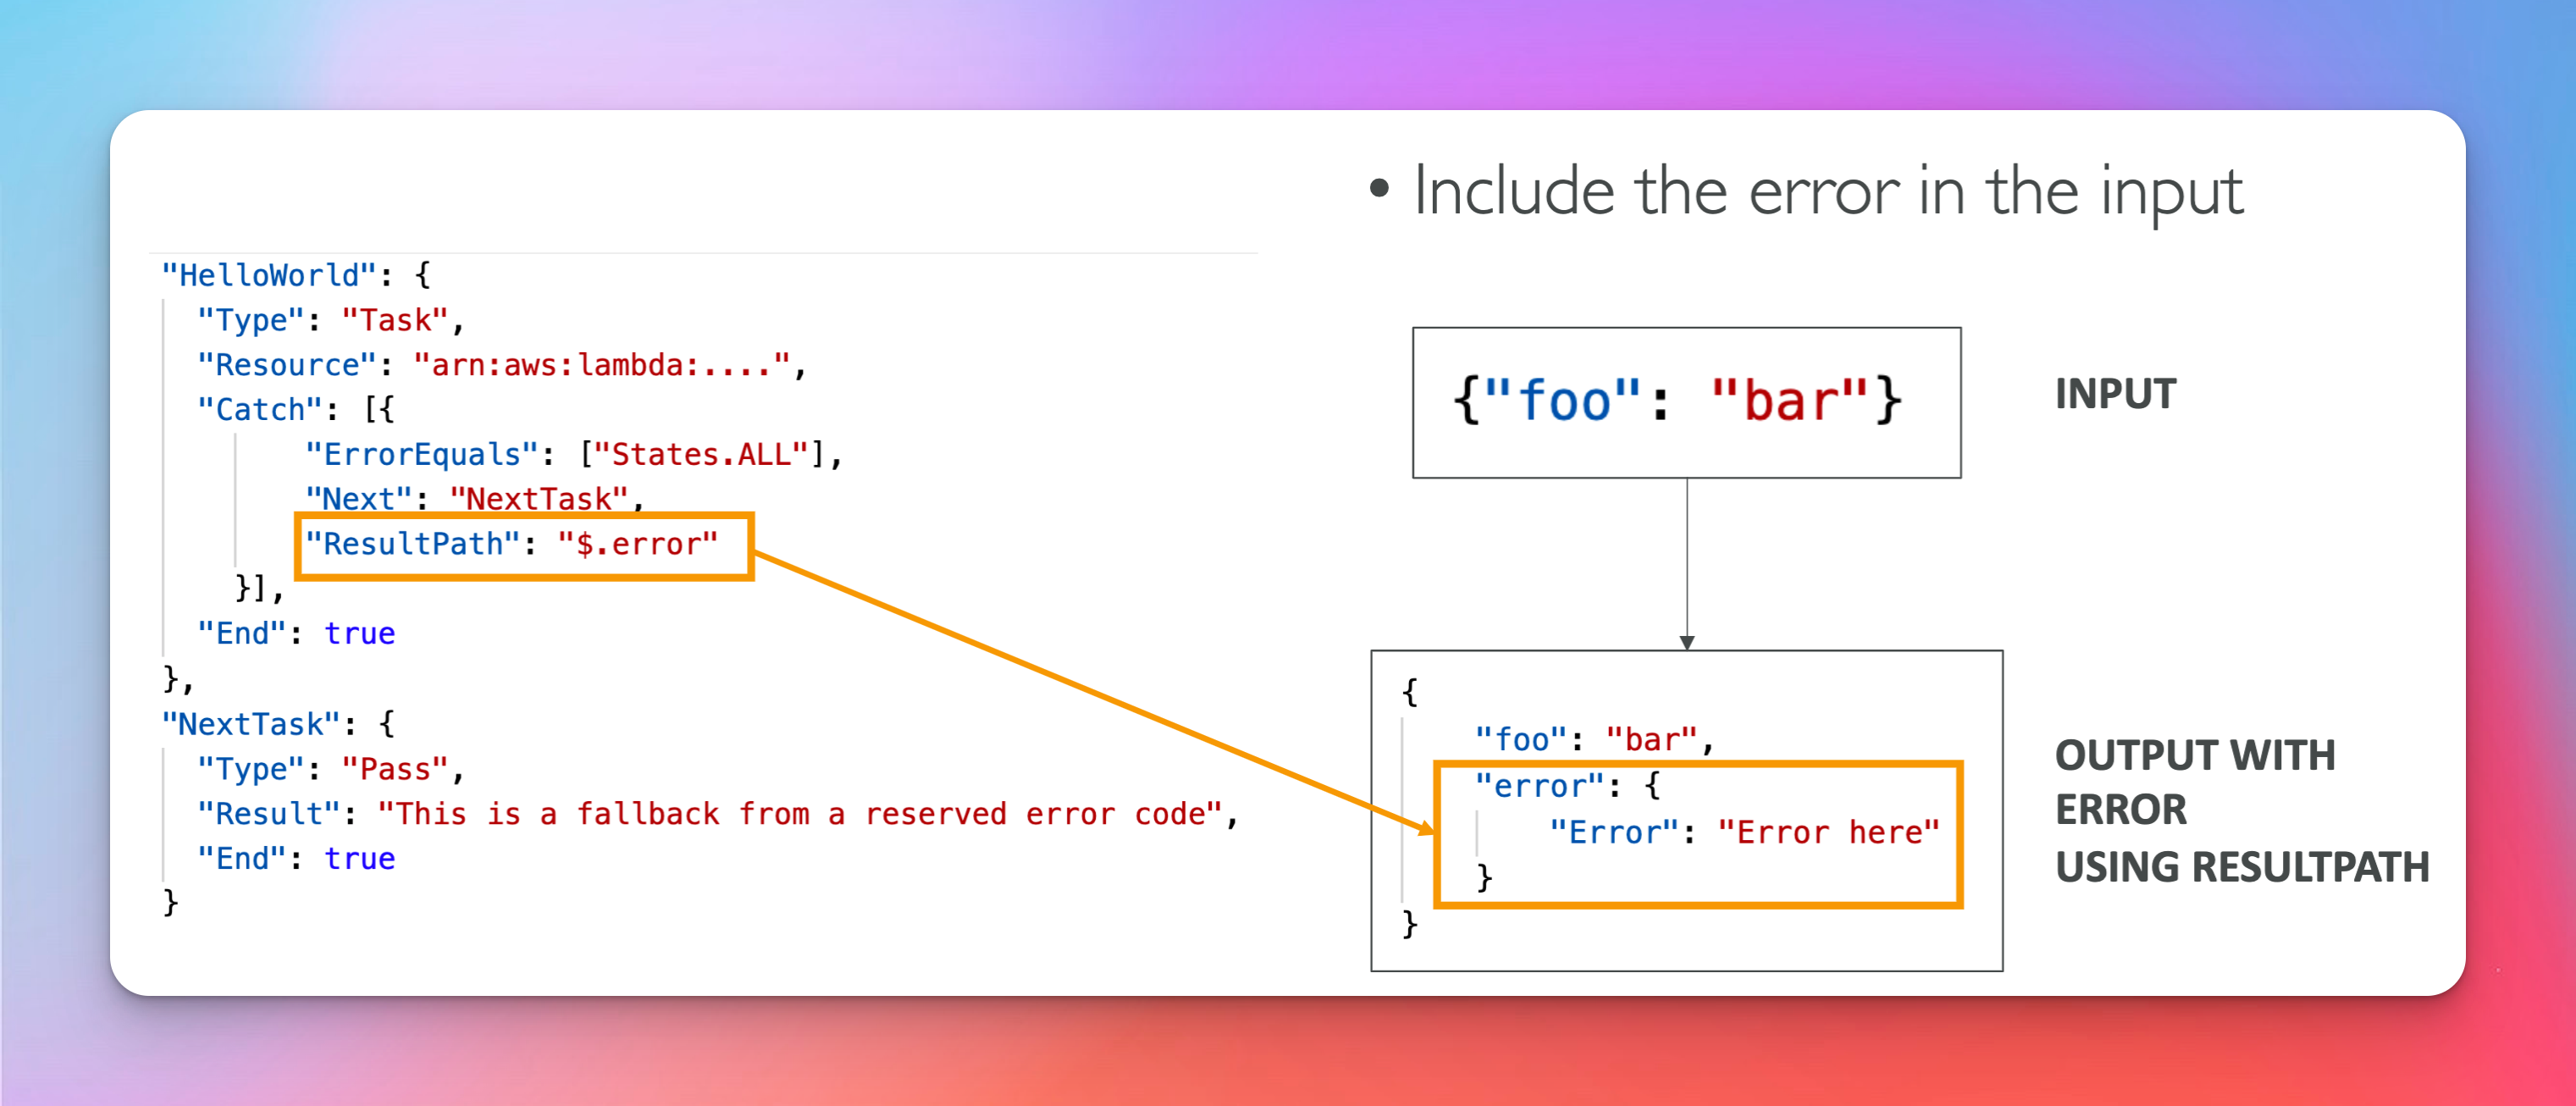 • Include the error in the input
"HelloWorld": {
"Type": "Task",
"Resource": "arn:aws:lambda:....",
"Catch": [{
"ErrorEquals": ["States.ALL"],
"Next": "NextTask",
"ResultPath": "$.error"
}],
"End": true
},
"NextTask": {
"Type": "Pass",
"Result": "This is a fallback from a reserved error code",
"End": true
}
{"foo": "bar"}
INPUT
{
"foo": "bar",
"error": {
"Error": "Error here"
}
}
OUTPUT WITH
ERROR
USING RESULTPATH